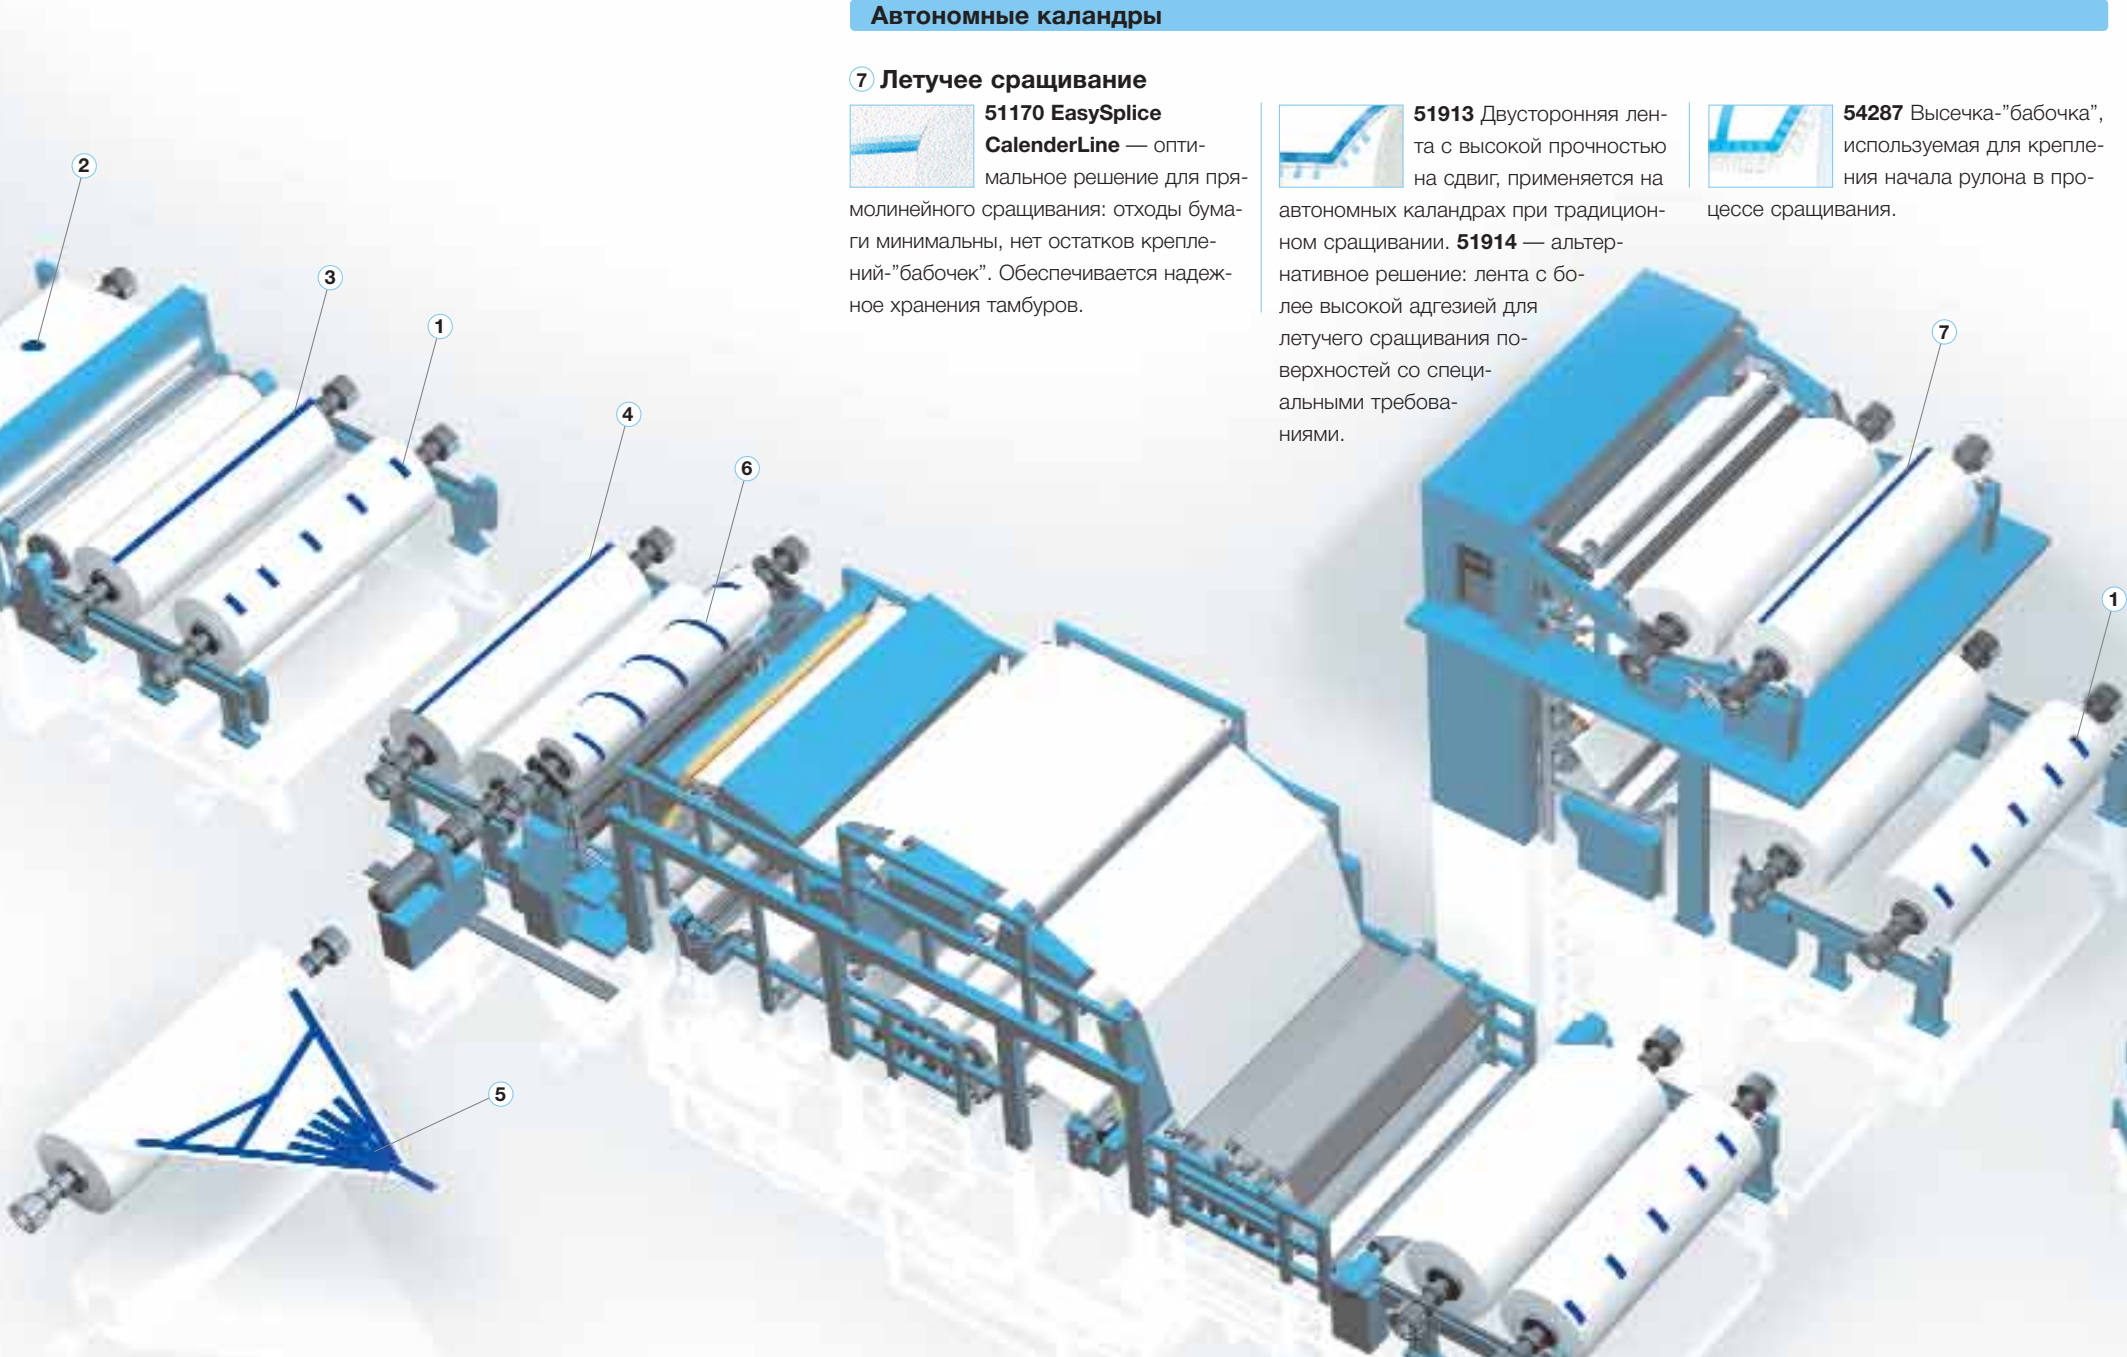 Автономные каландры
7 Летучее сращивание
51170 EasySplice
CalenderLine — опти-
мальное решение для пря-
молинейного сращивания: отходы бума-
ги минимальны, нет остатков крепле-
ний-"бабочек". Обеспечивается надеж-
ное хранения тамбуров.
51913 Двусторонняя лен-
та с высокой прочностью
на сдвиг, применяется на
автономных каландрах при традицион-
ном сращивании. 51914 — альтер-
нативное решение: лента с бо-
лее высокой адгезией для
летучего сращивания по-
верхностей со специ-
альными требова-
ниями.
54287 Высечка-"бабочка",
используемая для крепле-
ния начала рулона в про-
цессе сращивания.
2
3
1
4
6
7
1
5